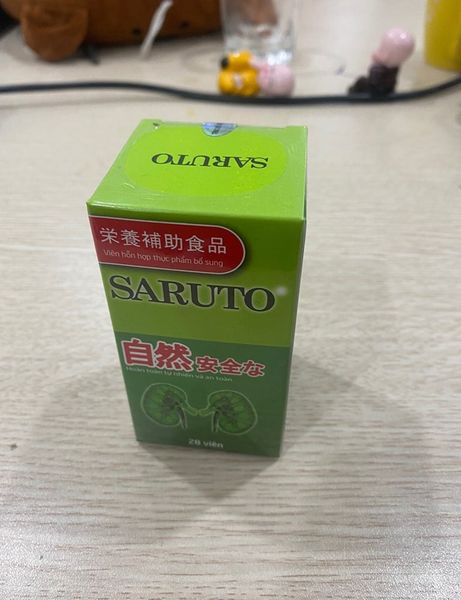 SARUTO
栄養補助食品
Viên hỗn hợp thực phẩm bổ sung
SARUTO
自然 安全な
Hoàn toàn tự nhiên và an toàn
28 viên